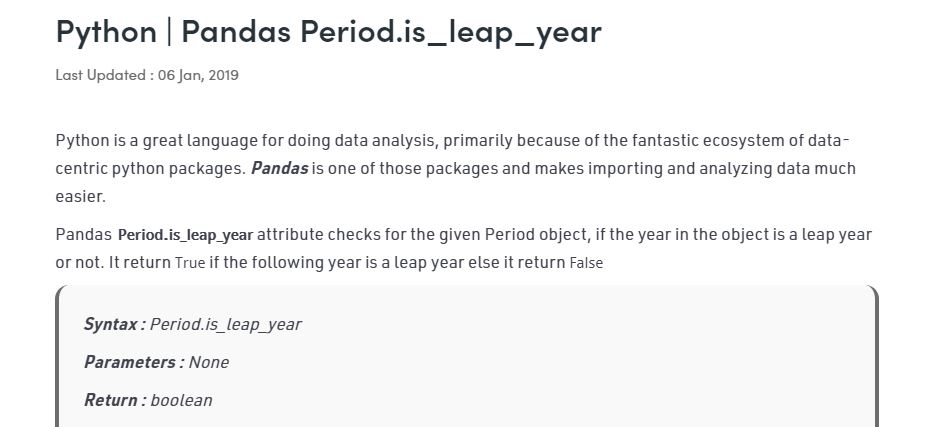 Python | Pandas Period.is_leap_year
Last Updated : 06 Jan, 2019
Python is a great language for doing data analysis, primarily because of the fantastic ecosystem of data-
centric python packages. Pandas is one of those packages and makes importing and analyzing data much
easier.
Pandas Period.is_leap_year attribute checks for the given Period object, if the year in the object is a leap year
or not. It return True if the following year is a leap year else it return False
Syntax : Period.is_leap_year
Parameters : None
Return : boolean